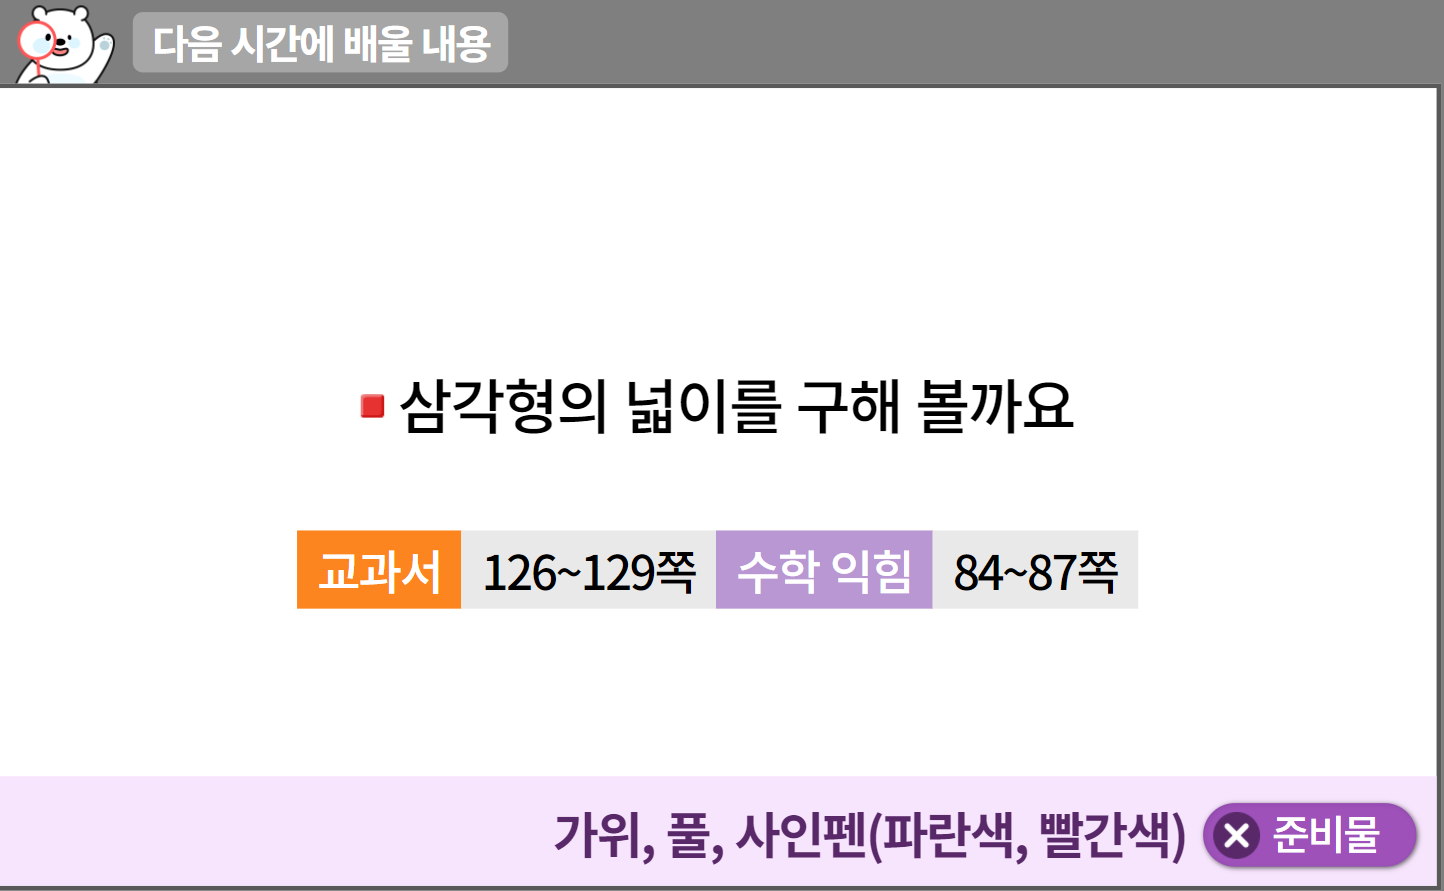 다음 시간에 배울 내용
삼각형의 넓이를 구해 볼까요
교과서 126~129쪽 수학 익힘 84~87쪽
가위, 풀, 사인펜(파란색, 빨간색) 준비물